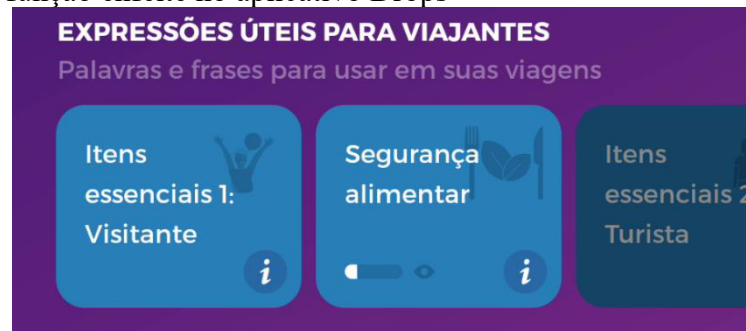 EXPRESSÕES ÚTEIS PARA VIAJANTES
Palavras e frases para usar em suas viagens
Itens
essenciais 1:
Visitante
i
Segurança
alimentar
i
Itens
essenciais 2
Turista